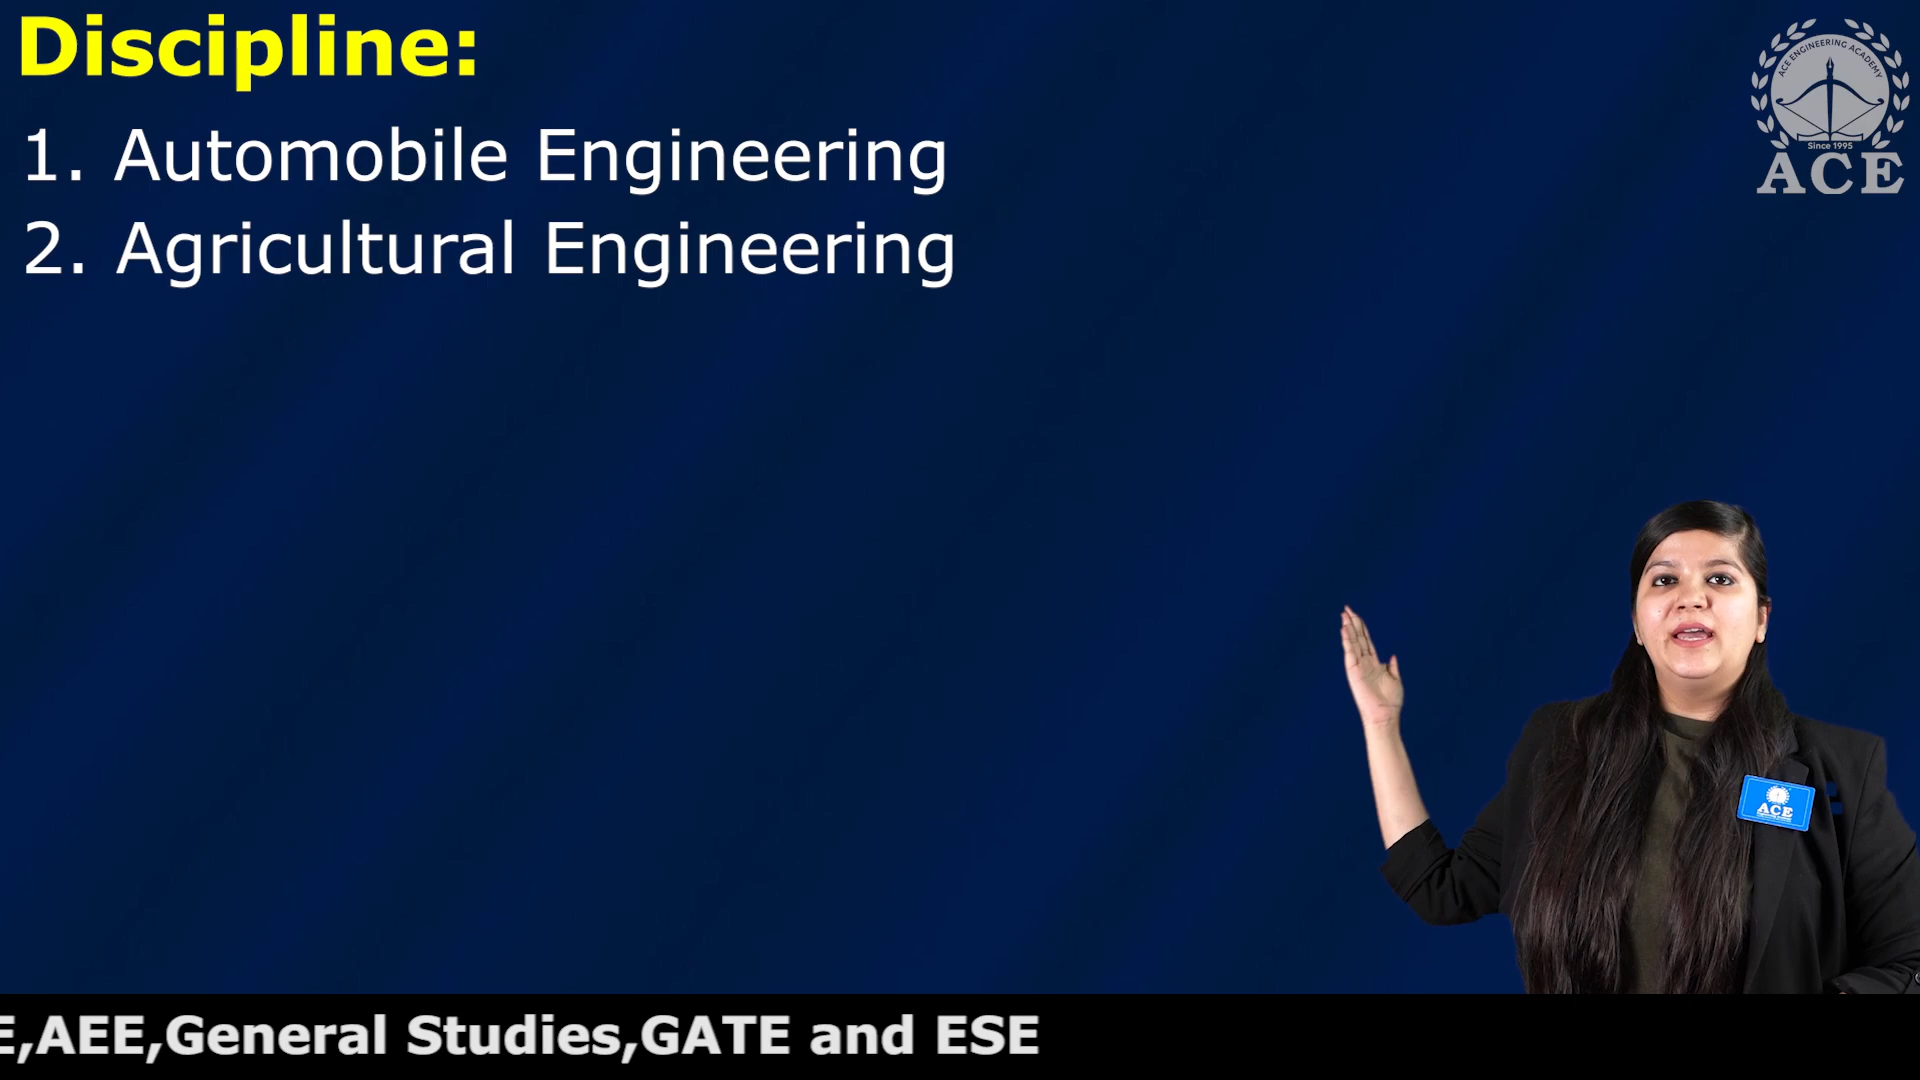 Discipline:
1. Automobile Engineering
2. Agricultural Engineering
ACE ENGINEERING ACADEMY
Since 1995
ACE
ACE
E,AEE,General Studies,GATE and ESE